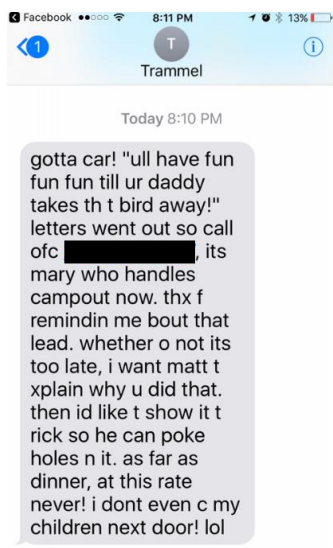 Facebook 8:11 PM 13%
1
T
Trammel
Today 8:10 PM
gotta car! "ull have fun
fun fun till ur daddy
takes th t bird away!"
letters went out so call
ofc , its
mary who handles
campout now. thx f
remindin me bout that
lead. whether o not its
too late, i want matt t
xplain why u did that.
then id like t show it t
rick so he can poke
holes n it. as far as
dinner, at this rate
never! i dont even c my
children next door! lol